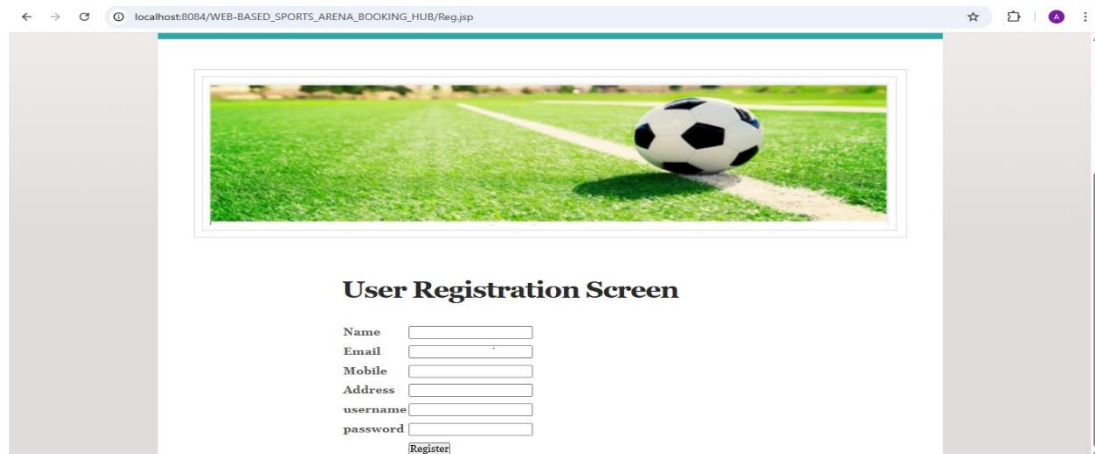 localhost:8084/WEB-BASED_SPORTS_ARENA_BOOKING_HUB/Reg.jsp
A
User Registration Screen
Name
Email
Mobile
Address
username
password
Register